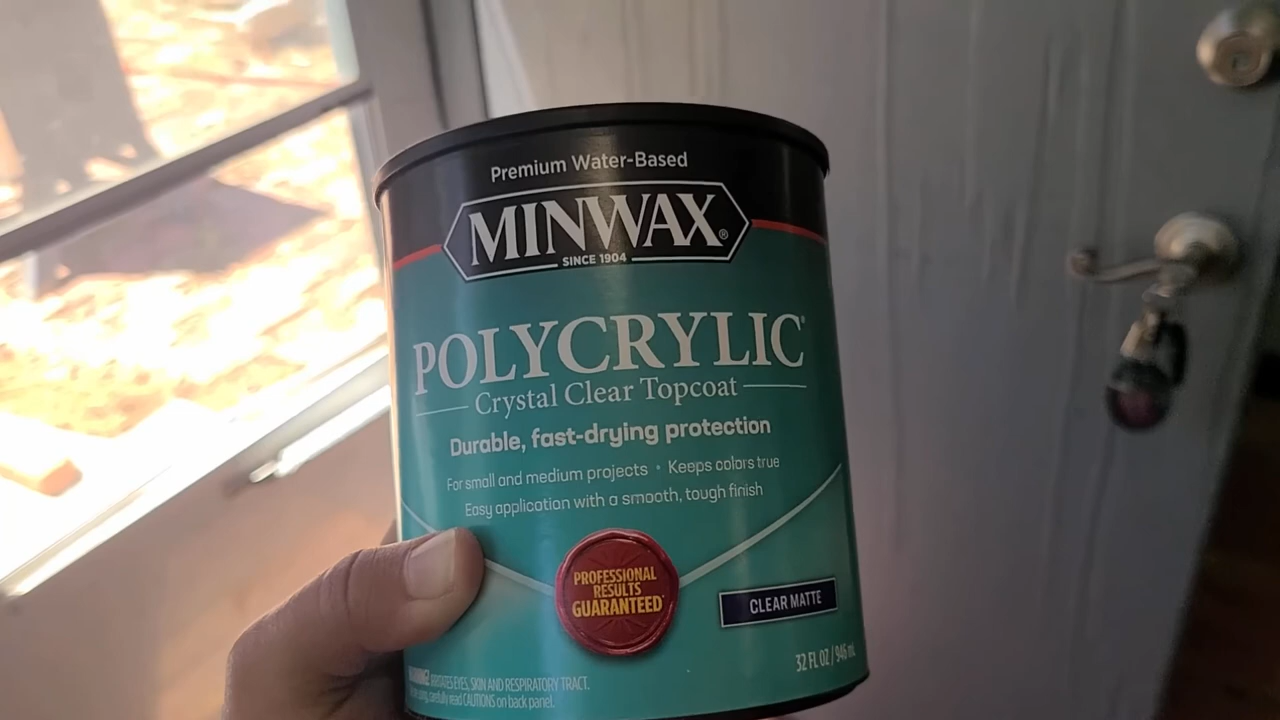 Premium Water-Based
MINWAX®
SINCE 1904
POLYCRYLIC®
Crystal Clear Topcoat
Durable, fast-drying protection
For small and medium projects • Keeps colors true
Easy application with a smooth, tough finish
PROFESSIONAL
RESULTS
GUARANTEED
CLEAR MATTE
32 FL OZ / 946 mL
WARNING! IRRITATES EYES, SKIN AND RESPIRATORY TRACT.
carefully read CAUTIONS on back panel.